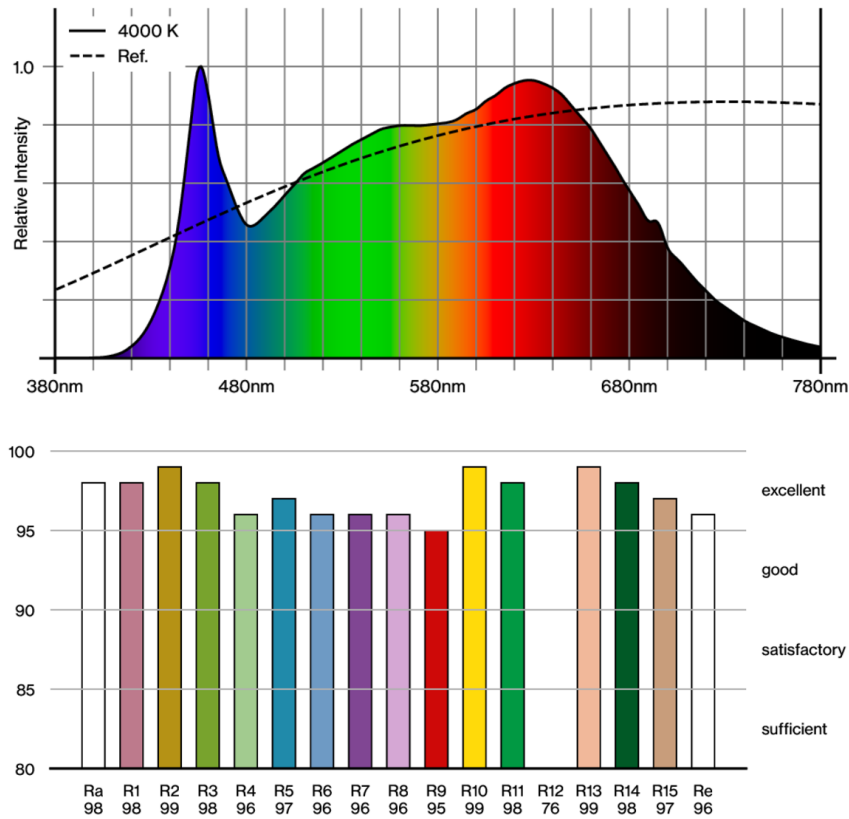 4000 K
Ref.
1.0
Relative Intensity
380nm 480nm 580nm 680nm 780nm
100
excellent
95
good
90
satisfactory
85
sufficient
80
Ra R1 R2 R3 R4 R5 R6 R7 R8 R9 R10 R11 R12 R13 R14 R15 Re
98 98 99 98 96 97 96 96 96 95 99 98 76 99 98 97 96